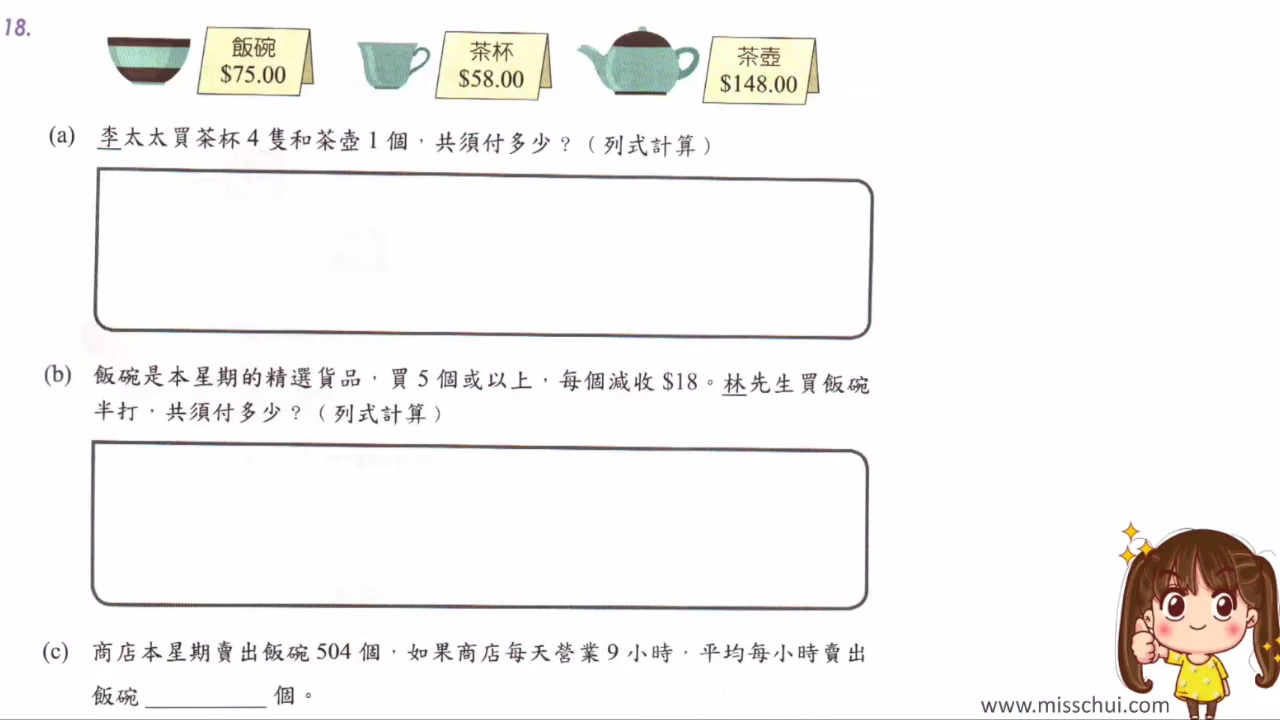 18.
飯碗
$75.00
茶杯
$58.00
茶壺
$148.00
(a) 李太太買茶杯 4 隻和茶壺 1 個，共須付多少？（列式計算）
(b) 飯碗是本星期的精選貨品，買 5 個或以上，每個減收 $18。林先生買飯碗
半打，共須付多少？（列式計算）
(c) 商店本星期賣出飯碗 504 個，如果商店每天營業 9 小時，平均每小時賣出
飯碗 __________ 個。
www.misschui.com